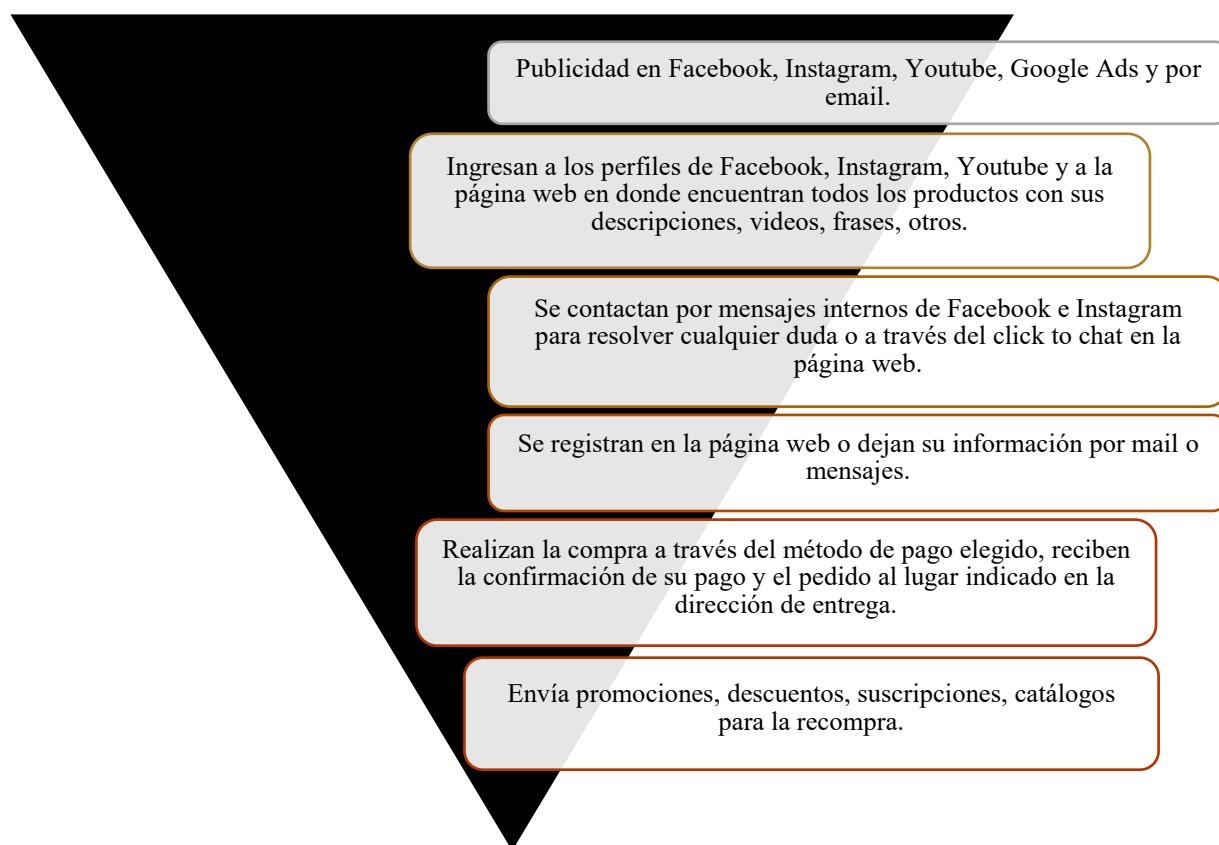 Publicidad en Facebook, Instagram, Youtube, Google Ads y por
email.
Ingresan a los perfiles de Facebook, Instagram, Youtube y a la
página web en donde encuentran todos los productos con sus
descripciones, videos, frases, otros.
Se contactan por mensajes internos de Facebook e Instagram
para resolver cualquier duda o a través del click to chat en la
página web.
Se registran en la página web o dejan su información por mail o
mensajes.
Realizan la compra a través del método de pago elegido, reciben
la confirmación de su pago y el pedido al lugar indicado en la
dirección de entrega.
Envía promociones, descuentos, suscripciones, catálogos
para la recompra.